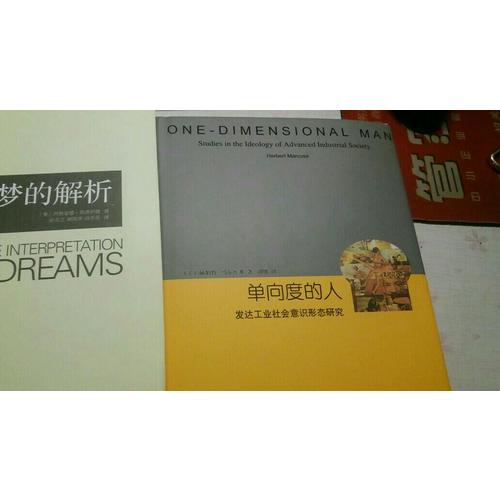 梦的解析
E INTERPRETATION
DREAMS
ONE-DIMENSIONAL MAN
Studies in the Ideology of Advanced Industrial Society
Herbert Marcuse
单向度的人
发达工业社会意识形态研究
管